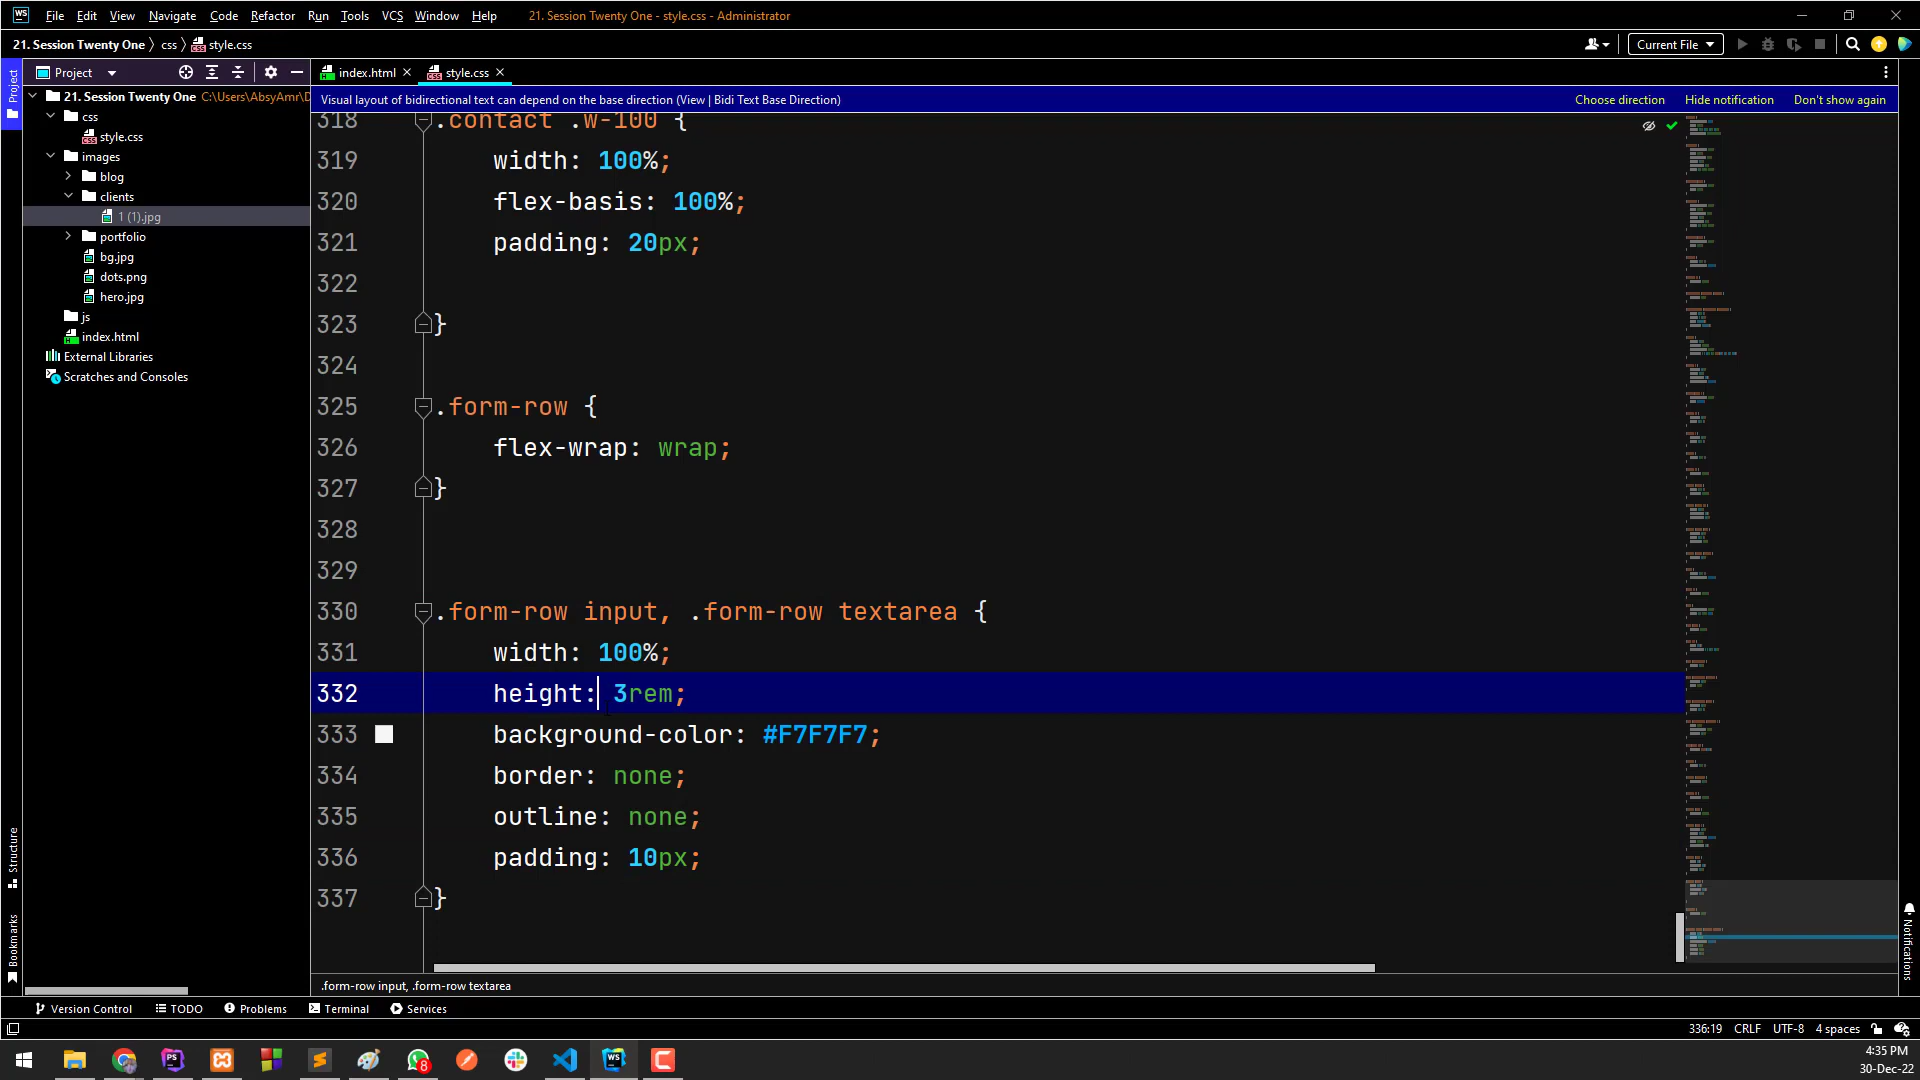 File Edit View Navigate Code Refactor Run Tools VCS Window Help 21. Session Twenty One - style.css - Administrator
21. Session Twenty One css style.css
Current File
Project
index.html
style.css
Project
21. Session Twenty One C:\Users\AbsyAmr\D
css
style.css
images
blog
clients
1 (1).jpg
portfolio
bg.jpg
dots.png
hero.jpg
js
index.html
External Libraries
Scratches and Consoles
Visual layout of bidirectional text can depend on the base direction (View | Bidi Text Base Direction) Choose direction Hide notification Don't show again
318 .contact .w-100 {
319 width: 100%;
320 flex-basis: 100%;
321 padding: 20px;
322
323 }
324
325 .form-row {
326 flex-wrap: wrap;
327 }
328
329
330 .form-row input, .form-row textarea {
331 width: 100%;
332 height: 3rem;
333 background-color: #F7F7F7;
334 border: none;
335 outline: none;
336 padding: 10px;
337 }
Structure
Bookmarks
Notifications
.form-row input, .form-row textarea
Version Control TODO Problems Terminal Services
336:19 CRLF UTF-8 4 spaces
WS
PS
8
WS
C
4:35 PM
30-Dec-22